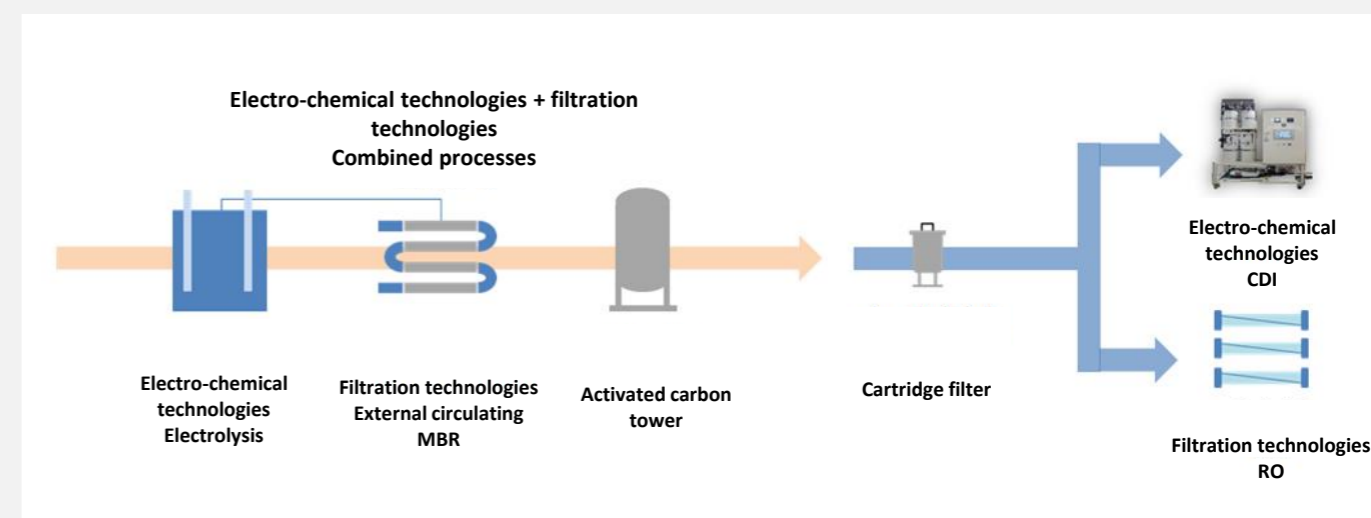 Electro-chemical technologies + filtration
technologies
Combined processes
Electro-chemical
technologies
Electrolysis
Filtration technologies
External circulating
MBR
Activated carbon
tower
Cartridge filter
Electro-chemical
technologies
CDI
Filtration technologies
RO